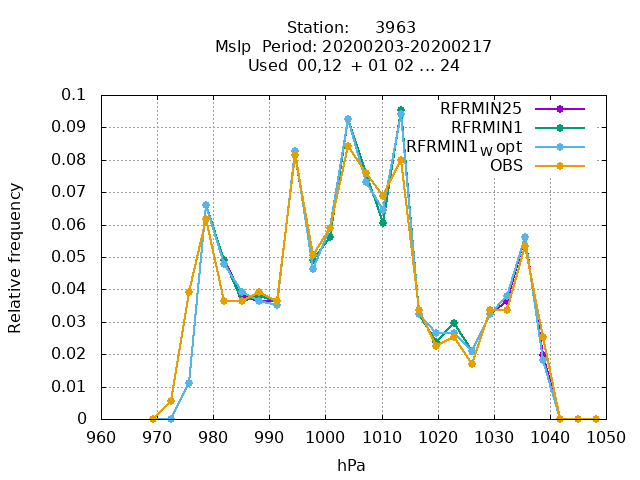 Station: 3963
Mslp Period: 20200203-20200217
Used 00,12 + 01 02 ... 24
0.1
0.09
0.08
0.07
0.06
0.05
0.04
0.03
0.02
0.01
0
Relative frequency
RFRMIN25
RFRMIN1
RFRMIN1_W opt
OBS
960 970 980 990 1000 1010 1020 1030 1040 1050
hPa